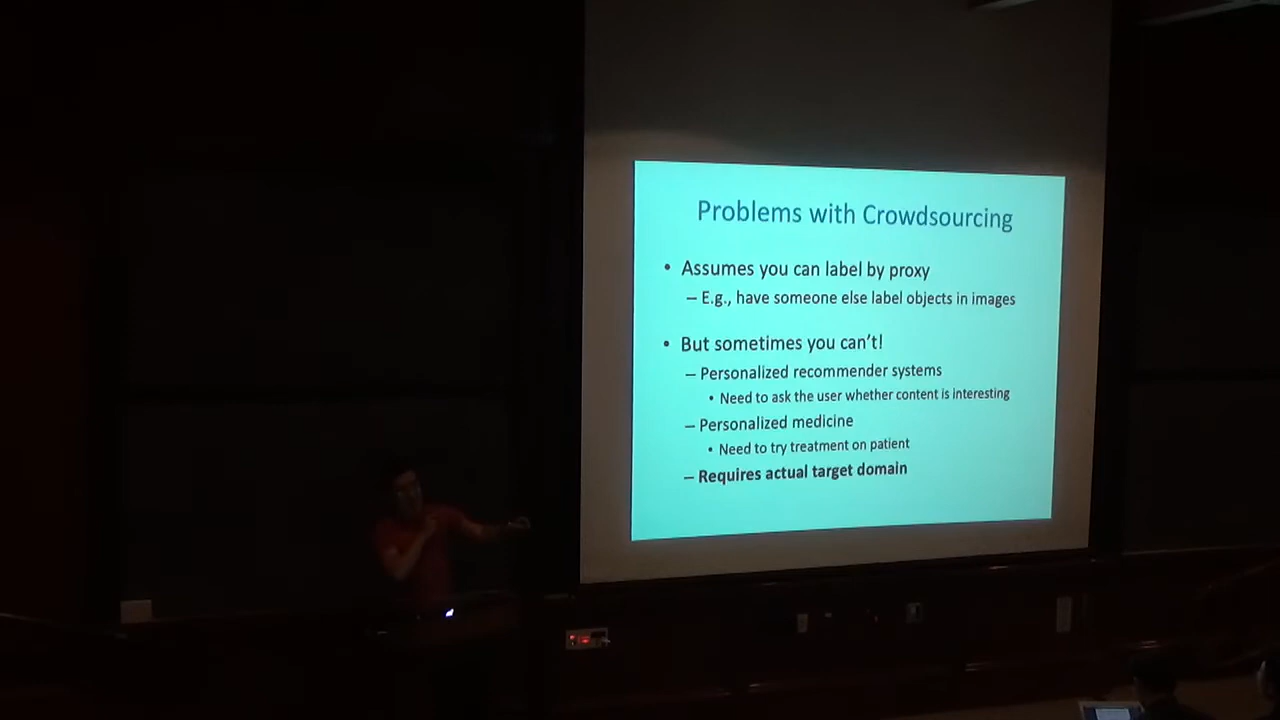 Problems with Crowdsourcing
• Assumes you can label by proxy
– E.g., have someone else label objects in images
• But sometimes you can't!
– Personalized recommender systems
• Need to ask the user whether content is interesting
– Personalized medicine
• Need to try treatment on patient
– Requires actual target domain